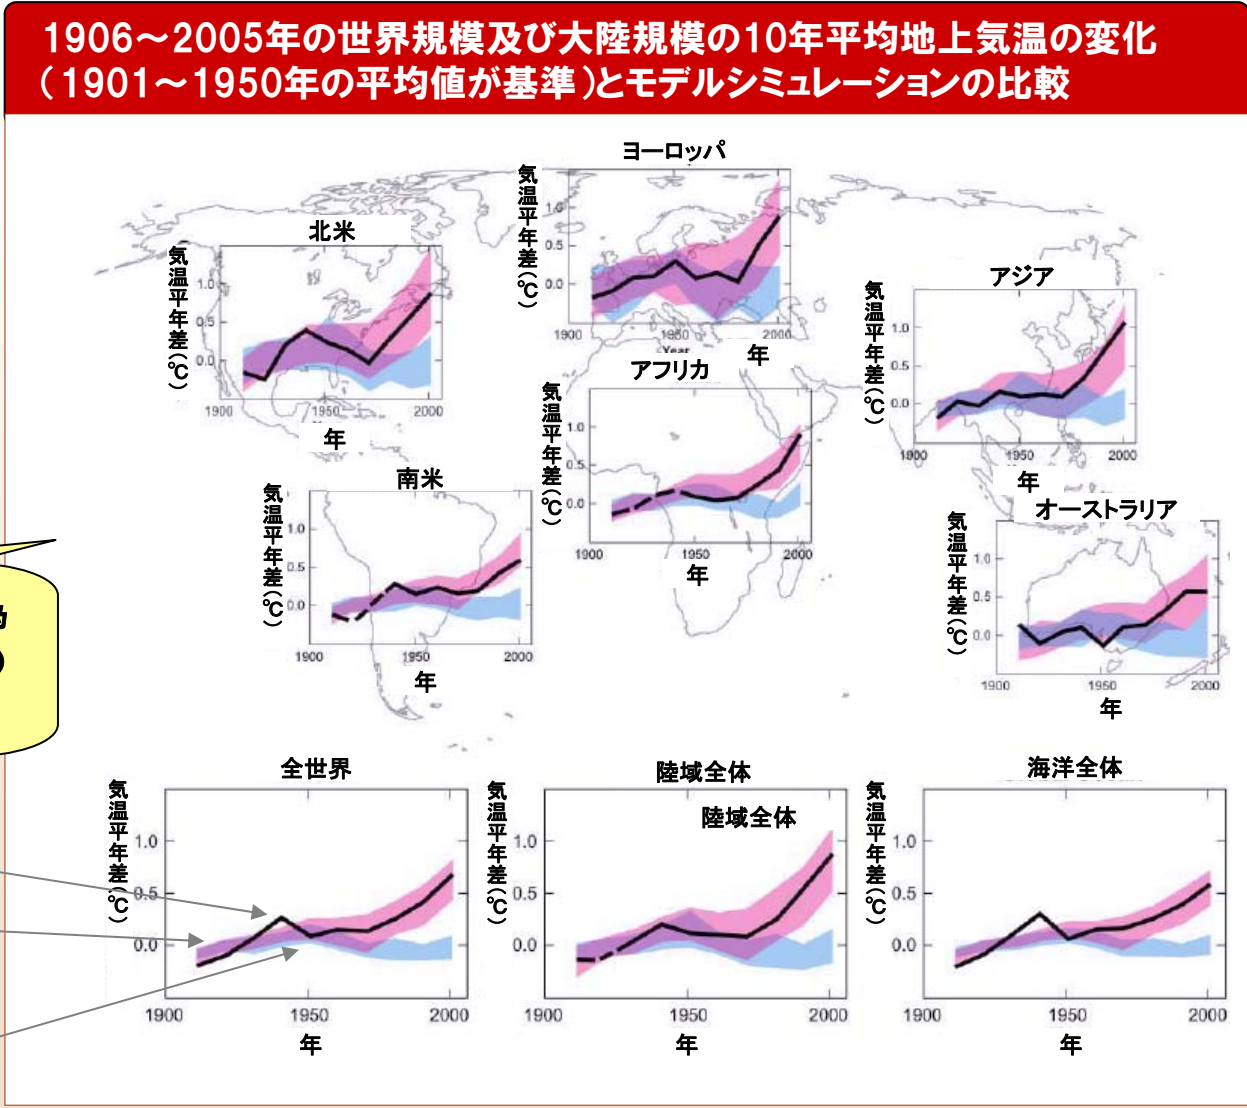 1906～2005年の世界規模及び大陸規模の10年平均地上気温の変化
（1901～1950年の平均値が基準）とモデルシミュレーションの比較
ヨーロッパ
気温平年差(℃)
1.0
0.5
0.0
1900
1950
2000
Year
年
北米
気温平年差(℃)
1.0
0.5
0.0
1900
1950
2000
年
アジア
気温平年差(℃)
1.0
0.5
0.0
1900
1950
2000
年
アフリカ
気温平年差(℃)
1.0
0.5
0.0
1900
1950
2000
年
南米
気温平年差(℃)
1.0
0.5
0.0
1900
1950
2000
年
オーストラリア
気温平年差(℃)
1.0
0.5
0.0
1900
1950
2000
年
全世界
気温平年差(℃)
1.0
0.5
0.0
1900
1950
2000
年
陸域全体
陸域全体
気温平年差(℃)
1.0
0.5
0.0
1900
1950
2000
年
海洋全体
気温平年差(℃)
1.0
0.5
0.0
1900
1950
2000
年